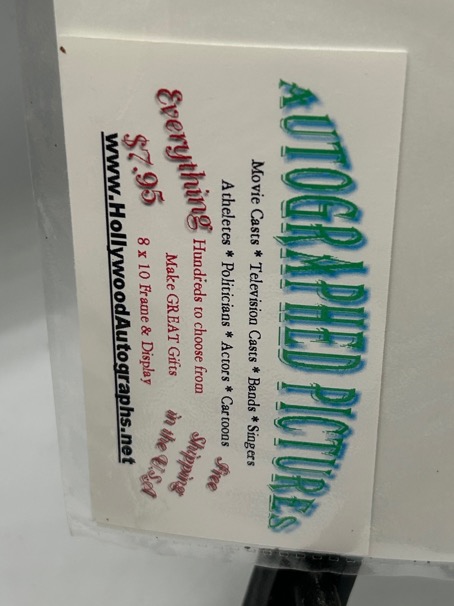 AUTOGRAPHED PICTURES
Movie Casts * Television Casts * Bands * Singers
Atheletes * Politicians * Actors * Cartoons
Everything
$7.95
Hundreds to choose from
Make GREAT Gifts
8 x 10 Frame & Display
Free
Shipping
in the USA
www.HollywoodAutographs.net